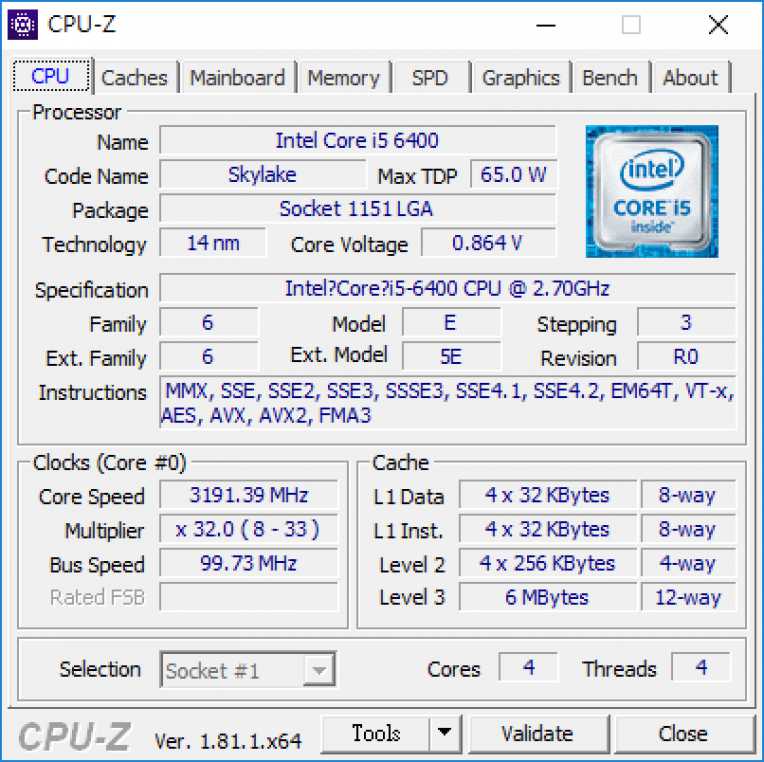 CPU-Z
CPU Caches Mainboard Memory SPD Graphics Bench About
Processor
Name Intel Core i5 6400
Code Name Skylake Max TDP 65.0 W
Package Socket 1151 LGA
Technology 14 nm Core Voltage 0.864 V
intel
CORE i5
inside
Specification Intel?Core?i5-6400 CPU @ 2.70GHz
Family 6 Model E Stepping 3
Ext. Family 6 Ext. Model 5E Revision R0
Instructions MMX, SSE, SSE2, SSE3, SSSE3, SSE4.1, SSE4.2, EM64T, VT-x,
AES, AVX, AVX2, FMA3
Clocks (Core #0)
Core Speed 3191.39 MHz
Multiplier x 32.0 ( 8 - 33 )
Bus Speed 99.73 MHz
Rated FSB
Cache
L1 Data 4 x 32 KBytes 8-way
L1 Inst. 4 x 32 KBytes 8-way
Level 2 4 x 256 KBytes 4-way
Level 3 6 MBytes 12-way
Selection Socket #1 Cores 4 Threads 4
CPU-Z Ver. 1.81.1.x64 Tools Validate Close